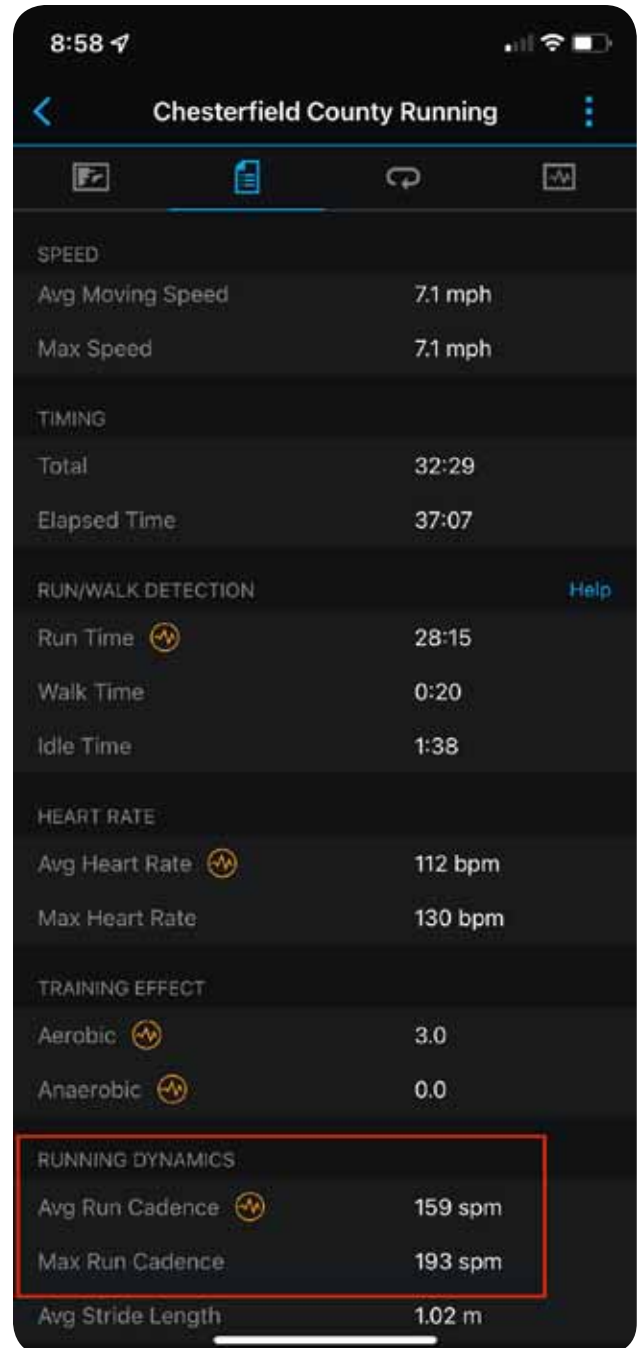 8:58
Chesterfield County Running
SPEED
Avg Moving Speed 7.1 mph
Max Speed 7.1 mph
TIMING
Total 32:29
Elapsed Time 37:07
RUN/WALK DETECTION Help
Run Time 28:15
Walk Time 0:20
Idle Time 1:38
HEART RATE
Avg Heart Rate 112 bpm
Max Heart Rate 130 bpm
TRAINING EFFECT
Aerobic 3.0
Anaerobic 0.0
RUNNING DYNAMICS
Avg Run Cadence 159 spm
Max Run Cadence 193 spm
Avg Stride Length 1.02 m